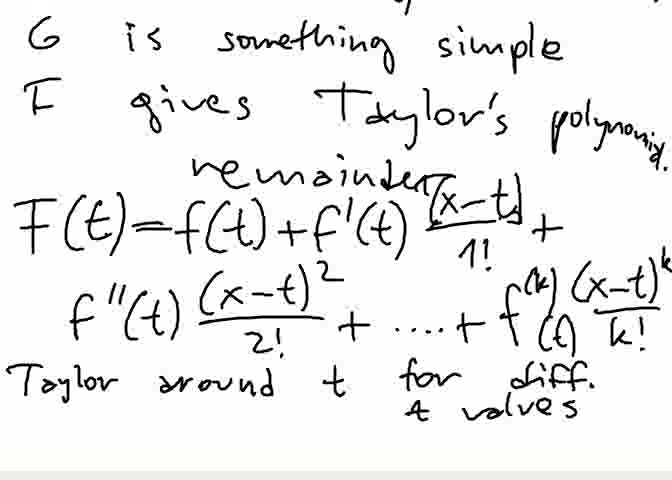 G is something simple
F gives Taylor's polynomial.
remainder
F(t)=f(t)+f'(t) (x-t)/1! +
f''(t) (x-t)^2/2! + .... + f^(k)(t) (x-t)^k/k!
Taylor around t for diff.
t values